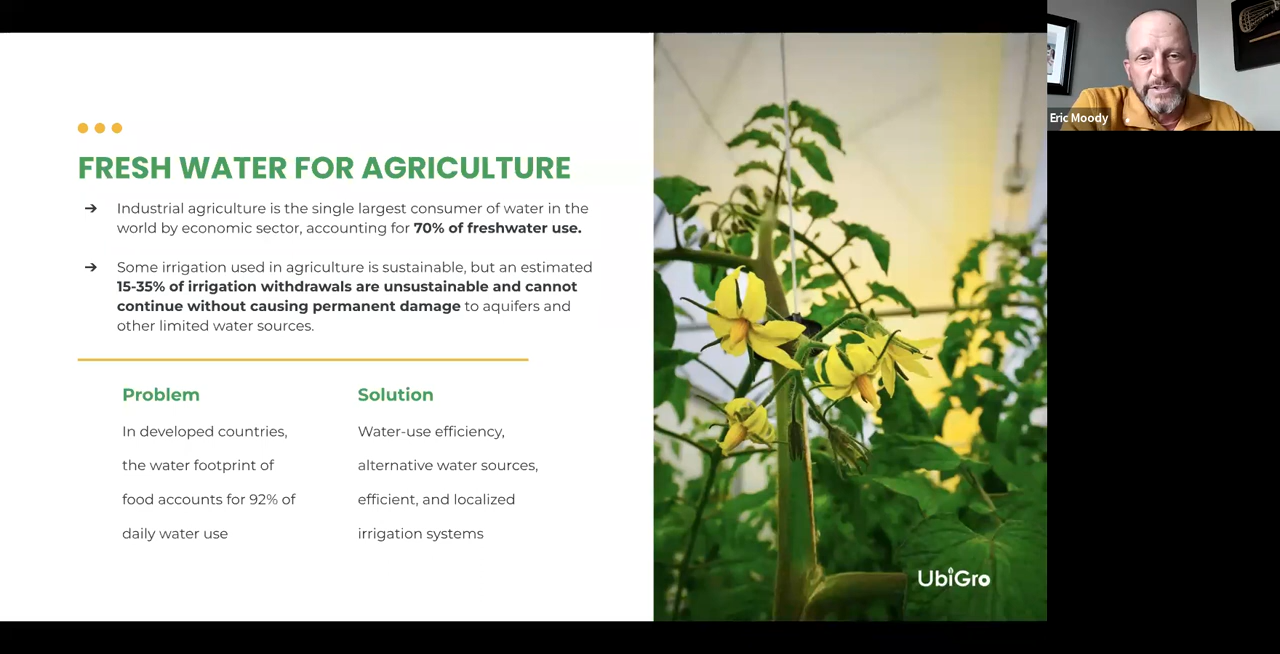 FRESH WATER FOR AGRICULTURE
➔ Industrial agriculture is the single largest consumer of water in the
world by economic sector, accounting for 70% of freshwater use.
➔ Some irrigation used in agriculture is sustainable, but an estimated
15-35% of irrigation withdrawals are unsustainable and cannot
continue without causing permanent damage to aquifers and
other limited water sources.
Problem
In developed countries,
the water footprint of
food accounts for 92% of
daily water use
Solution
Water-use efficiency,
alternative water sources,
efficient, and localized
irrigation systems
UbiGro
Eric Moody